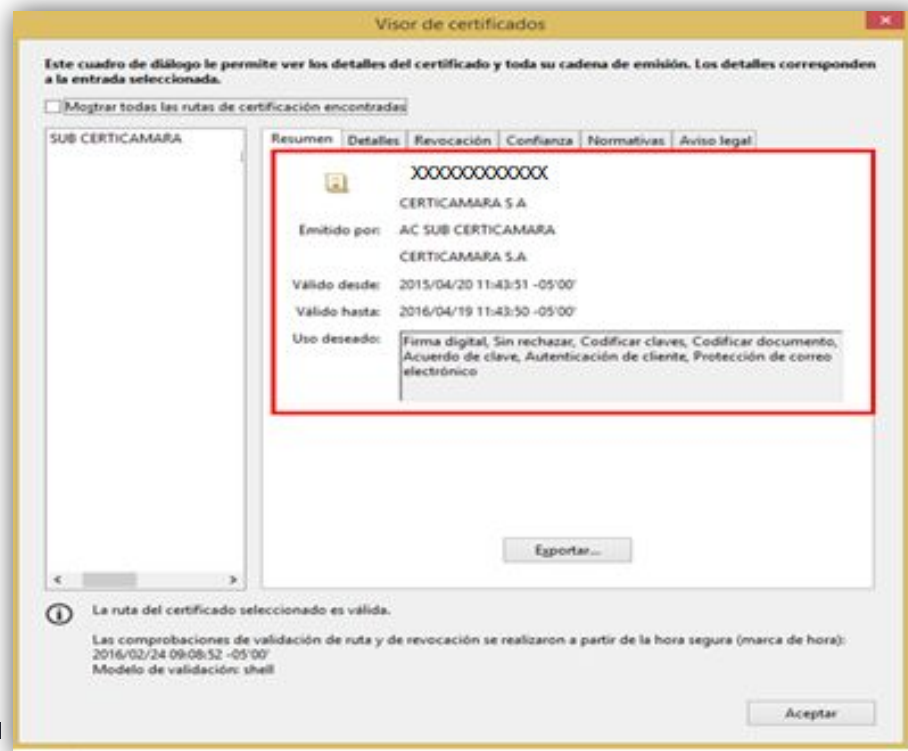 Visor de certificados
Este cuadro de diálogo le permite ver los detalles del certificado y toda su cadena de emisión. Los detalles corresponden
a la entrada seleccionada.
Mostrar todas las rutas de certificación encontradas
SUB CERTICAMARA
Resumen Detalles Revocación Confianza Normativas Aviso legal
XXXXXXXXXXXX
CERTICAMARA S A
Emitido por: AC SUB CERTICAMARA
CERTICAMARA S.A
Válido desde: 2015/04/20 11:43:51 -05'00'
Válido hasta: 2016/04/19 11:43:50 -05'00'
Uso deseado: Firma digital, Sin rechazar, Codificar claves, Codificar documento,
Acuerdo de clave, Autenticación de cliente, Protección de correo
electrónico
Exportar...
La ruta del certificado seleccionado es válida.
Las comprobaciones de validación de ruta y de revocación se realizaron a partir de la hora segura (marca de hora):
2016/02/24 09:08:52 -05'00'
Modelo de validación: shell
Aceptar